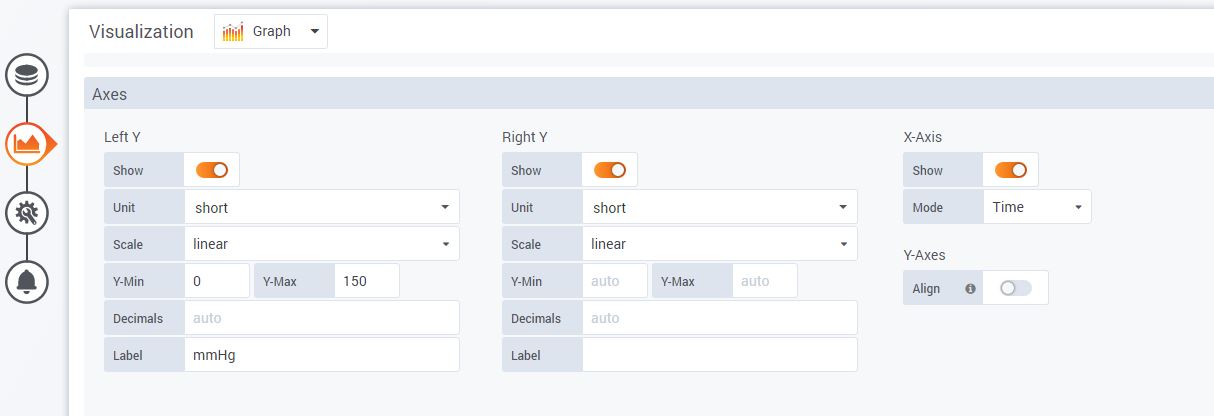 Visualization Graph
Axes
Left Y Right Y X-Axis
Show Show Show
Unit short Unit short Mode Time
Scale linear Scale linear
Y-Axes
Y-Min 0 Y-Max 150 Y-Min auto Y-Max auto
Align
Decimals auto Decimals auto
Label mmHg Label